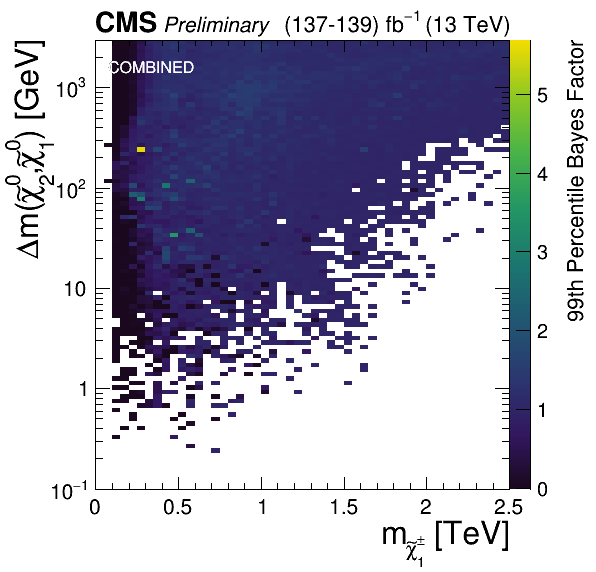 CMS Preliminary (137-139) fb⁻¹ (13 TeV)
COMBINED
Δm(χ̃⁰₂,χ̃⁰₁) [GeV]
10³
10²
10
1
10⁻¹
0 0.5 1 1.5 2 2.5
m_χ̃₁^± [TeV]
5
4
3
2
1
0
99th Percentile Bayes Factor